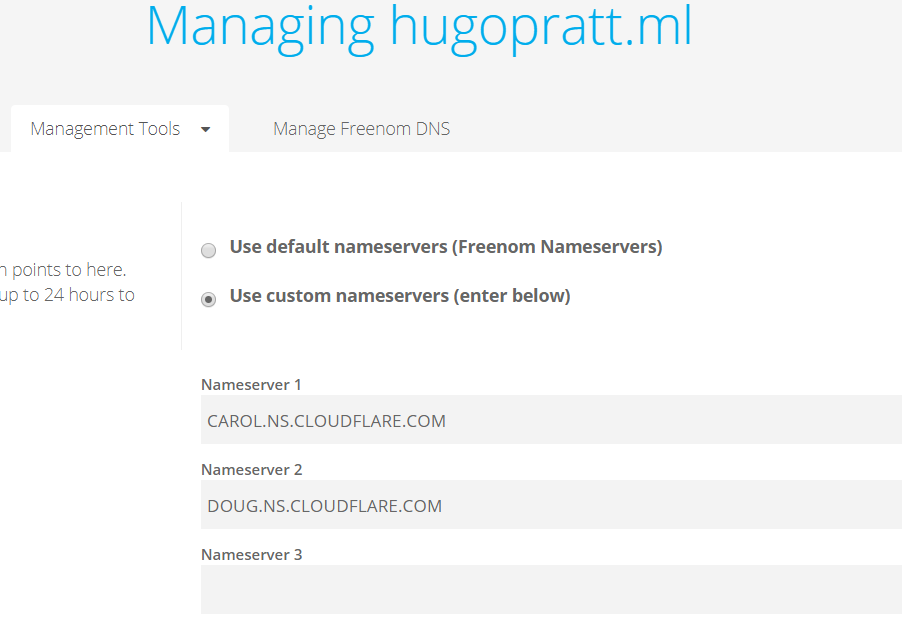 Managing hugopratt.ml
Management Tools
Manage Freenom DNS
points to here.
up to 24 hours to
Use default nameservers (Freenom Nameservers)
Use custom nameservers (enter below)
Nameserver 1
CAROL.NS.CLOUDFLARE.COM
Nameserver 2
DOUG.NS.CLOUDFLARE.COM
Nameserver 3